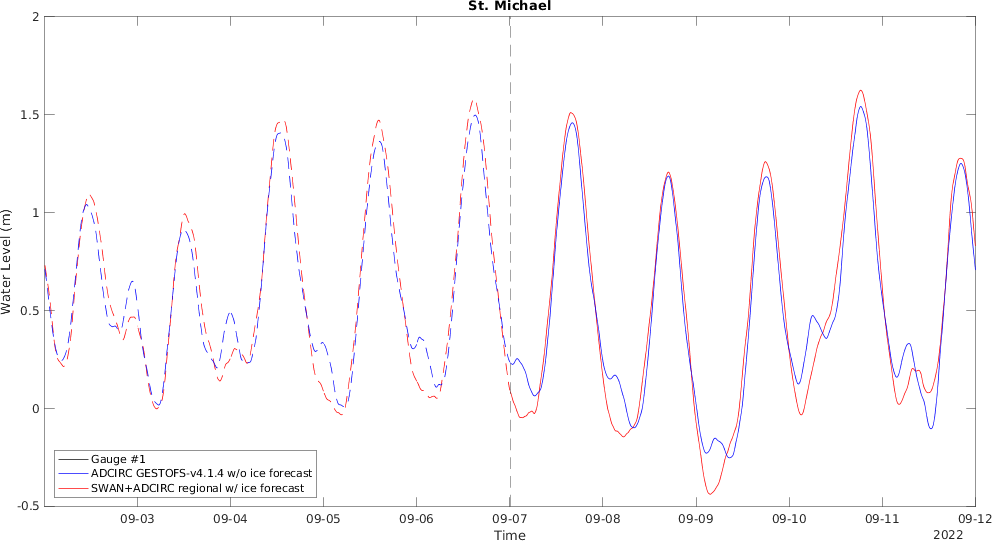 St. Michael
2
1.5
1
0.5
0
-0.5
Water Level (m)
Gauge #1
ADCIRC GESTOFS-v4.1.4 w/o ice forecast
SWAN+ADCIRC regional w/ ice forecast
09-03 09-04 09-05 09-06 09-07 09-08 09-09 09-10 09-11 09-12
Time
2022